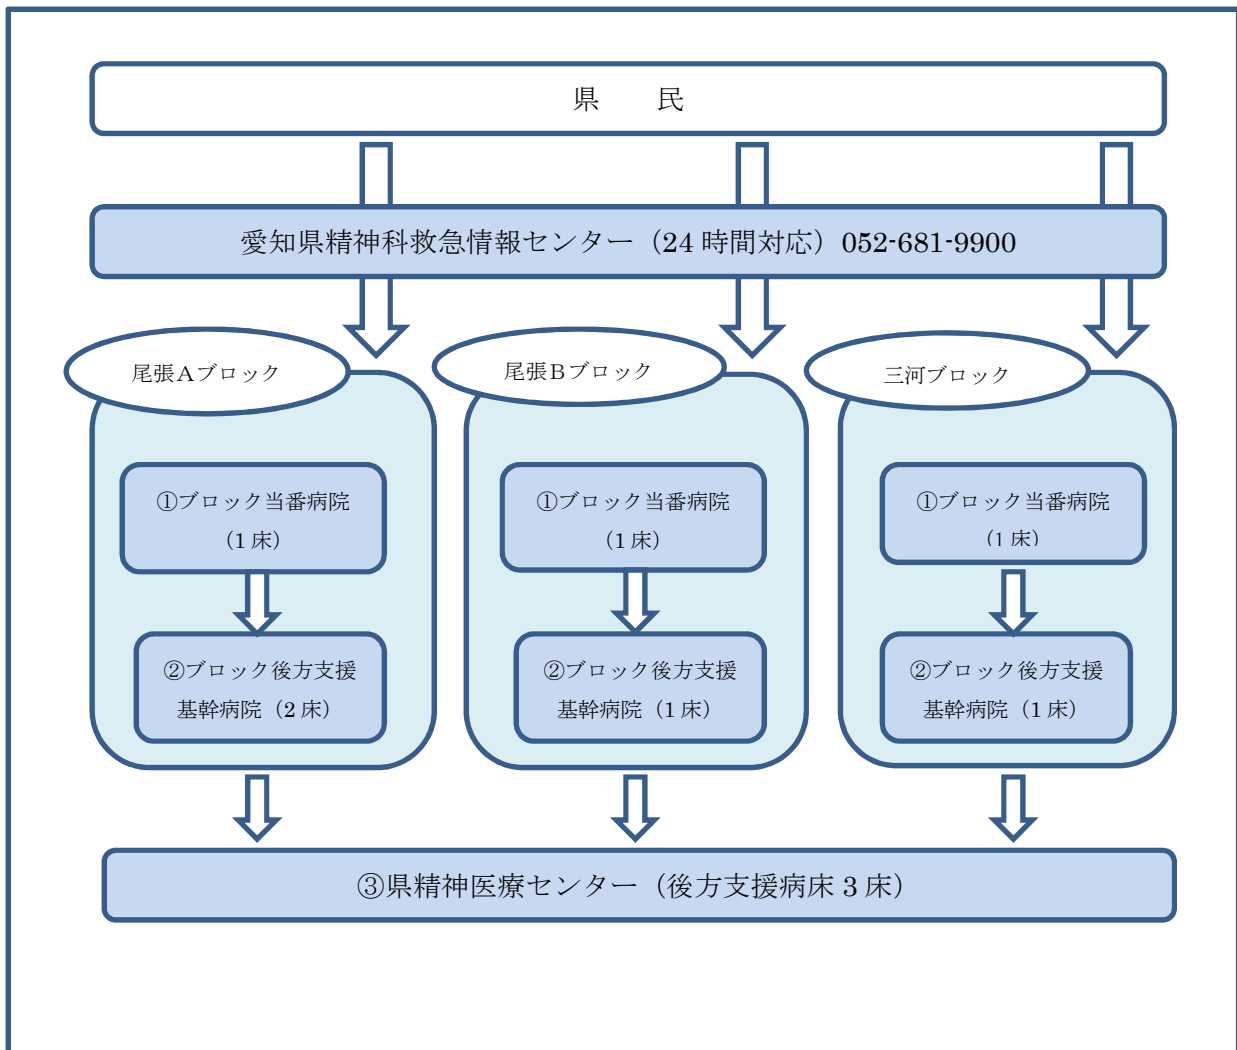 県　　民
愛知県精神科救急情報センター（24 時間対応）052-681-9900
尾張Ａブロック
尾張Ｂブロック
三河ブロック
①ブロック当番病院
（1 床）
①ブロック当番病院
（1 床）
①ブロック当番病院
（1 床）
②ブロック後方支援
基幹病院（2 床）
②ブロック後方支援
基幹病院（1 床）
②ブロック後方支援
基幹病院（1 床）
③県精神医療センター（後方支援病床 3 床）